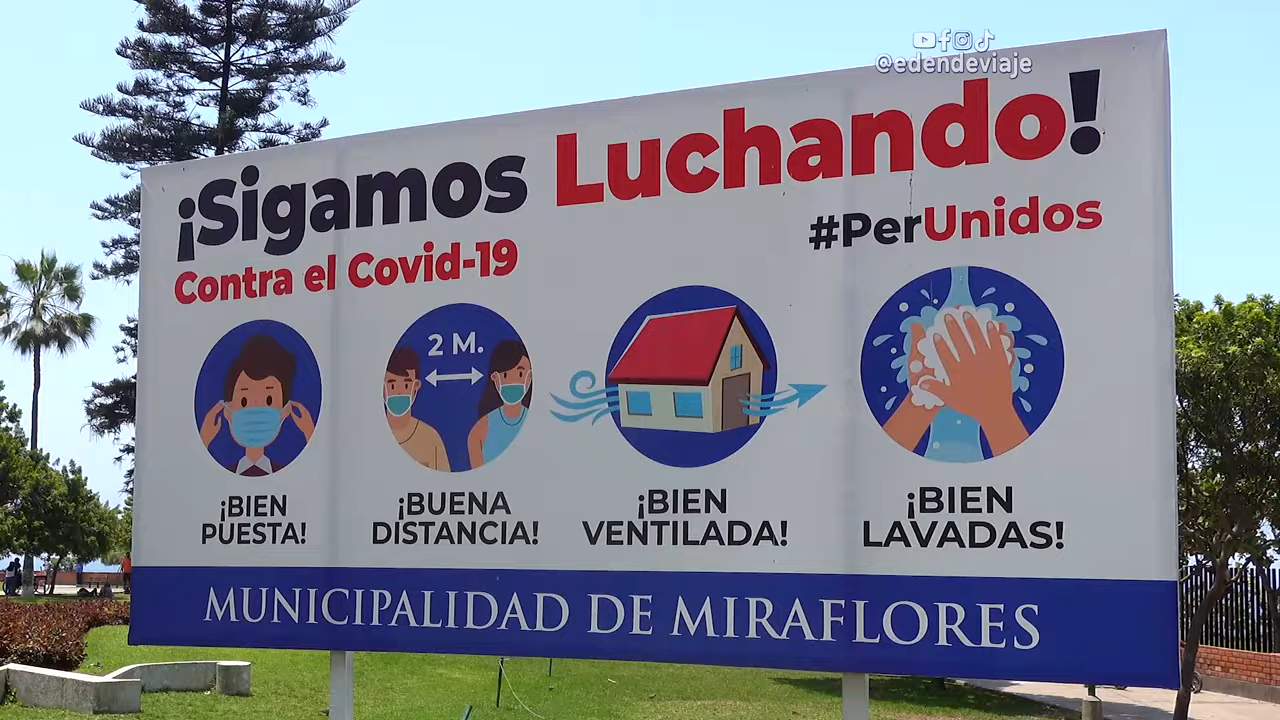 @edendeviaje
¡Sigamos Luchando!
Contra el Covid-19
#PerUnidos
2 M.
¡BIEN
PUESTA!
¡BUENA
DISTANCIA!
¡BIEN
VENTILADA!
¡BIEN
LAVADAS!
MUNICIPALIDAD DE MIRAFLORES